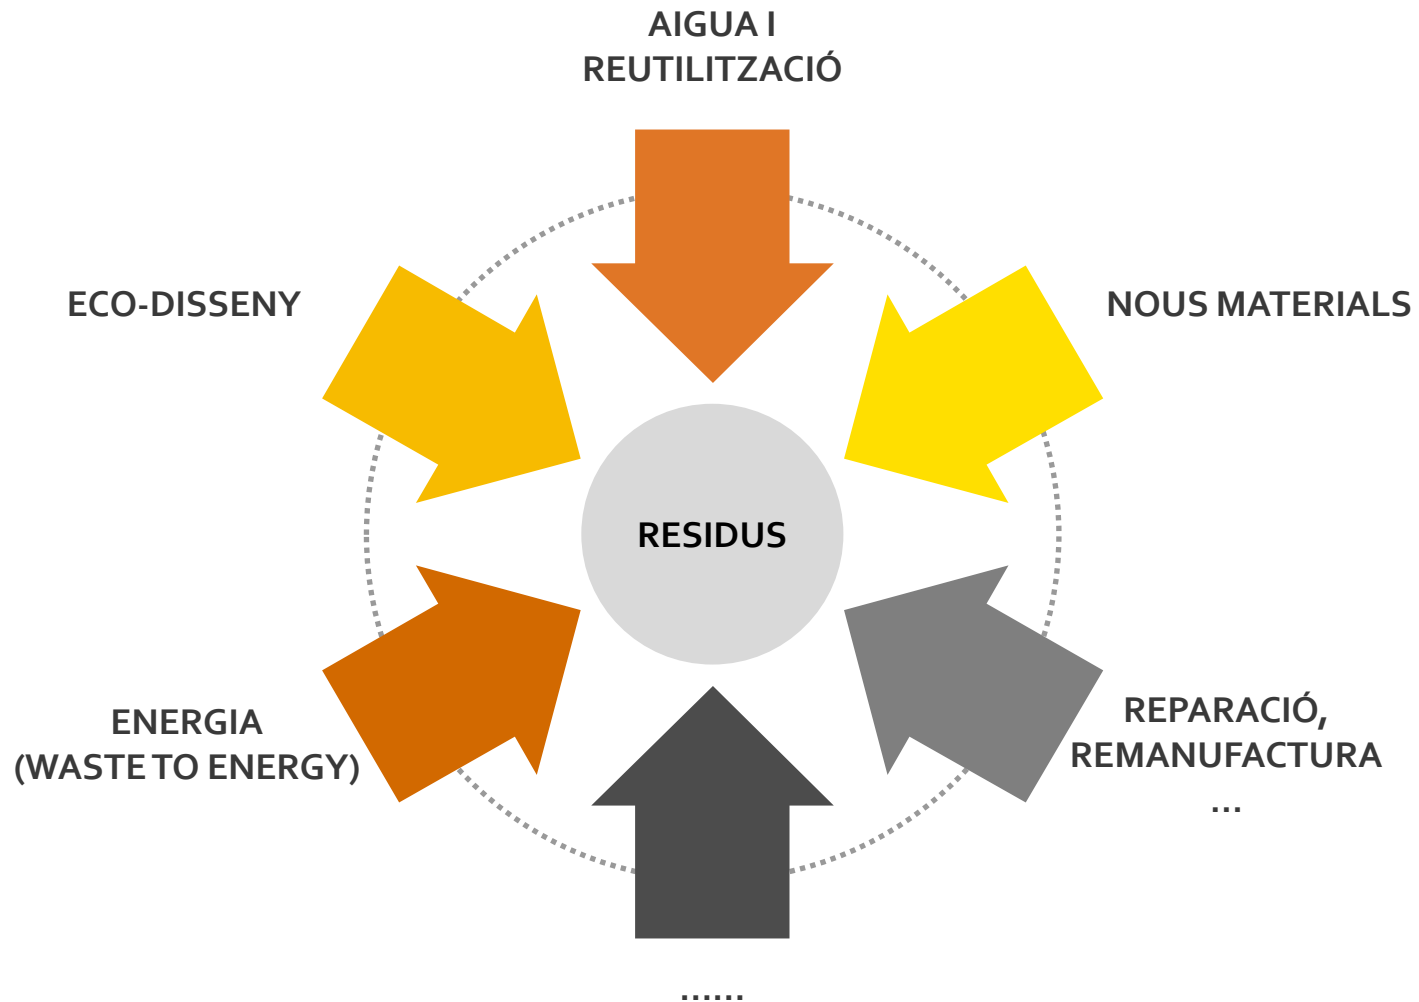 AIGUA I
REUTILITZACIÓ
ECO-DISSENY
NOUS MATERIALS
RESIDUS
ENERGIA
(WASTE TO ENERGY)
REPARACIÓ,
REMANUFACTURA
...
......